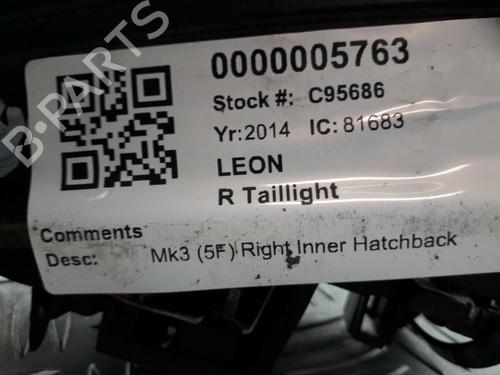 0000005763
Stock #: C95686
Yr: 2014 IC: 81683
LEON
R Taillight
Comments
Desc: Mk3 (5F) Right Inner Hatchback
B-PARTS